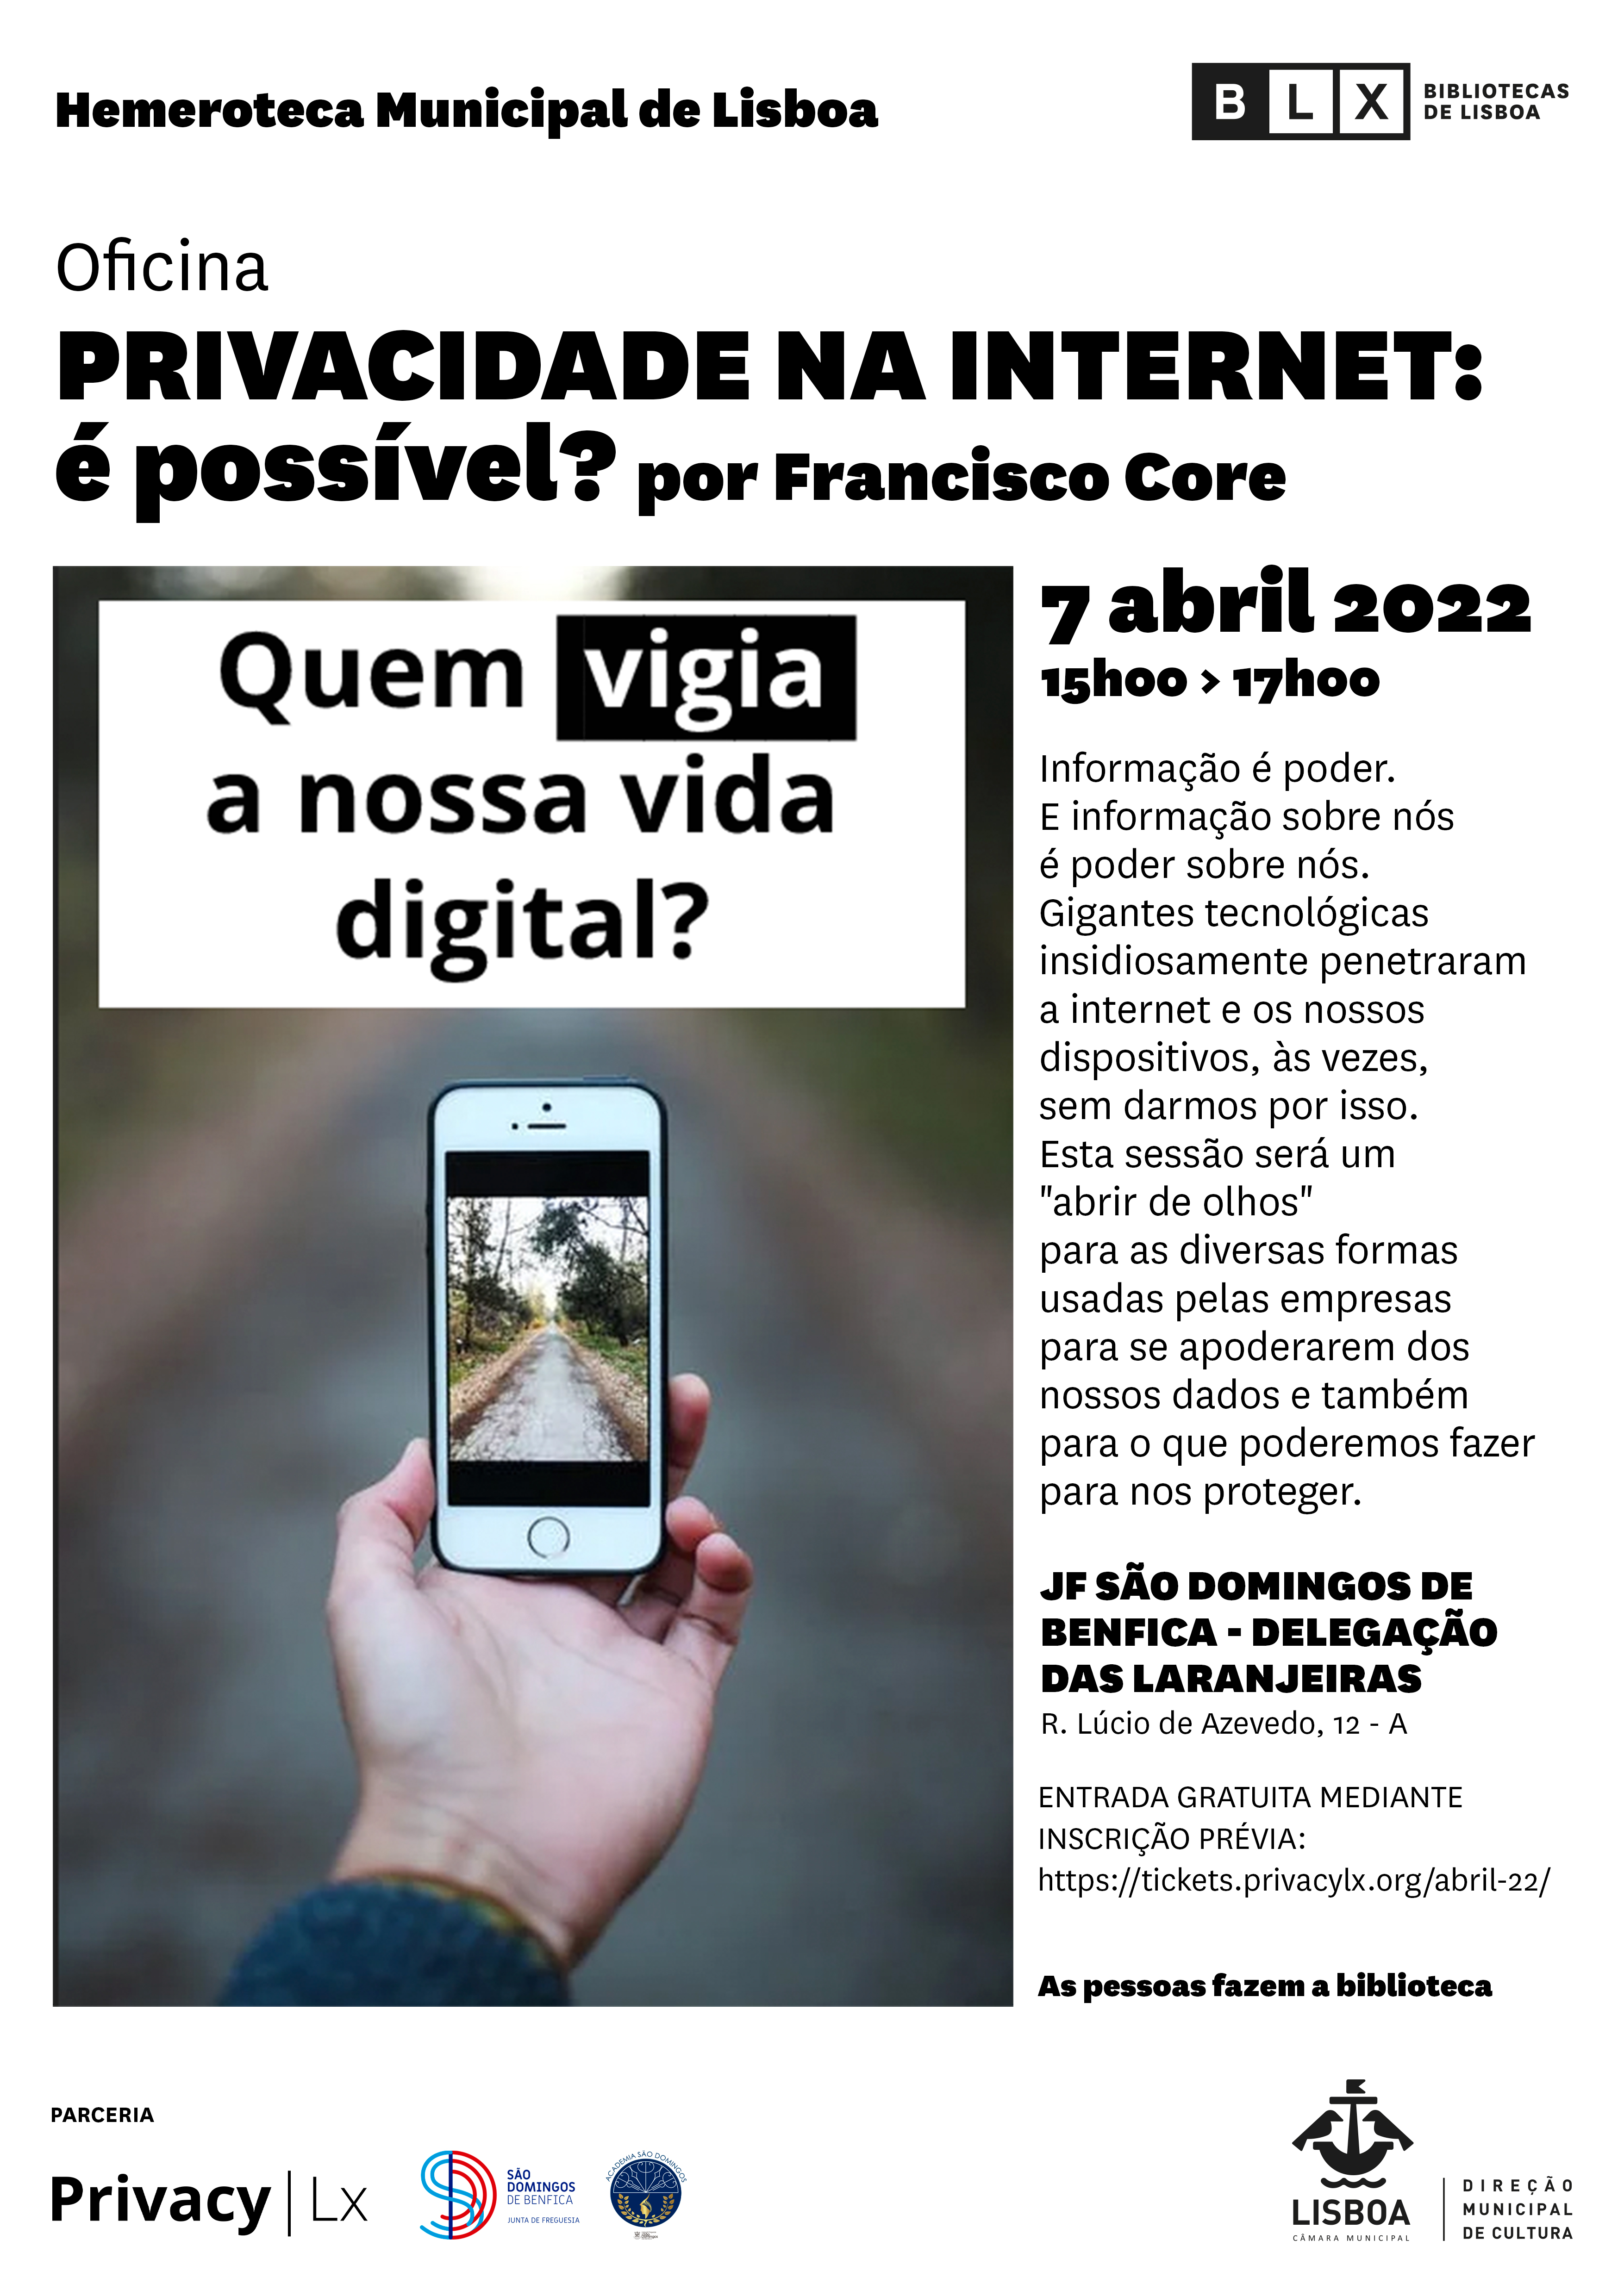 Hemeroteca Municipal de Lisboa
B L X
BIBLIOTECAS
DE LISBOA
Oficina
PRIVACIDADE NA INTERNET:
é possível? por Francisco Core
Quem vigia
a nossa vida
digital?
7 abril 2022
15h00 > 17h00
Informação é poder.
E informação sobre nós
é poder sobre nós.
Gigantes tecnológicas
insidiosamente penetraram
a internet e os nossos
dispositivos, às vezes,
sem darmos por isso.
Esta sessão será um
"abrir de olhos"
para as diversas formas
usadas pelas empresas
para se apoderarem dos
nossos dados e também
para o que poderemos fazer
para nos proteger.
JF SÃO DOMINGOS DE
BENFICA - DELEGAÇÃO
DAS LARANJEIRAS
R. Lúcio de Azevedo, 12 - A
ENTRADA GRATUITA MEDIANTE
INSCRIÇÃO PRÉVIA:
https://tickets.privacylx.org/abril-22/
As pessoas fazem a biblioteca
PARCERIA
Privacy | Lx
SÃO
DOMINGOS
DE BENFICA
JUNTA DE FREGUESIA
ACADEMIA SÃO DOMINGOS
LISBOA
CÂMARA MUNICIPAL
DIREÇÃO
MUNICIPAL
DE CULTURA